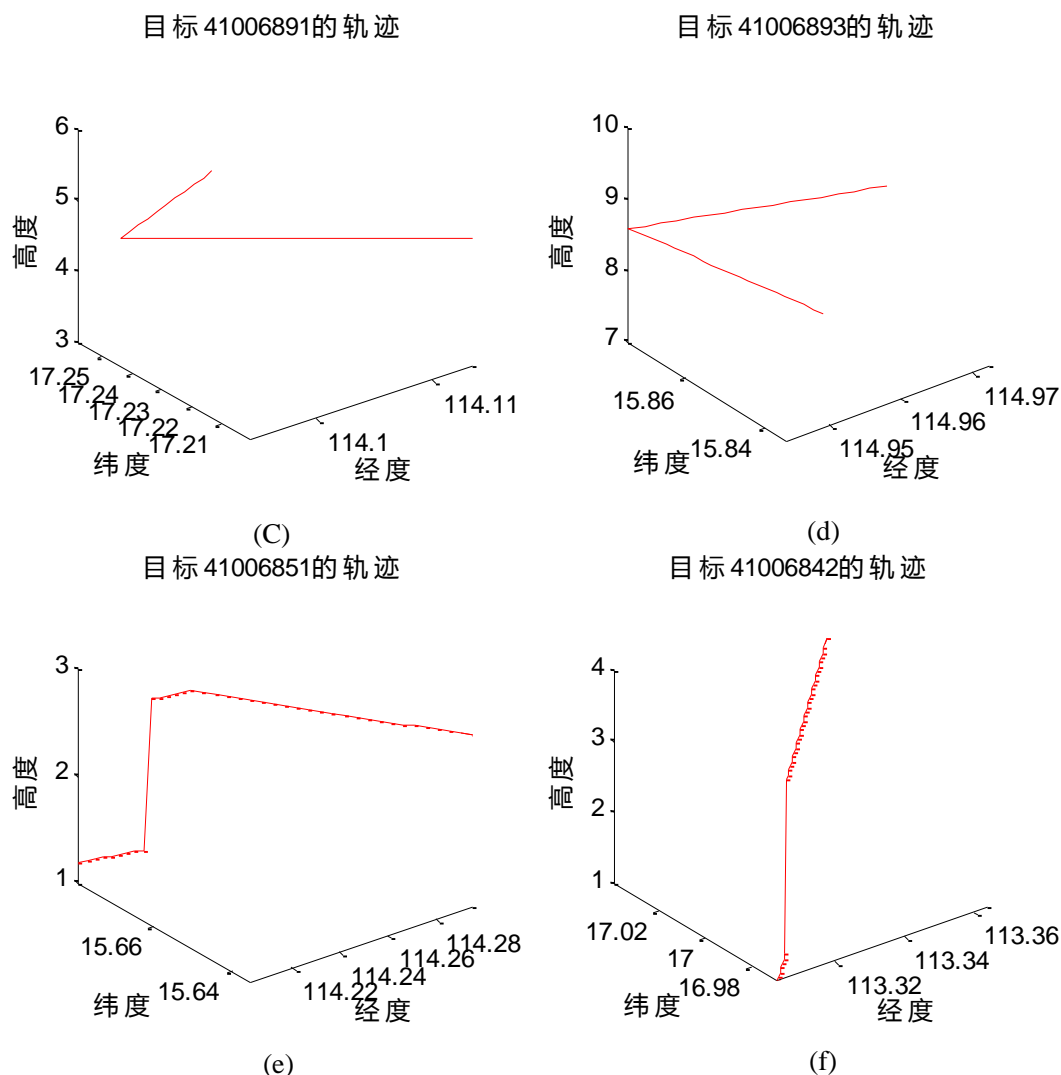 目标41006891的轨迹
6
5
4
3
高度
17.25
17.24
17.23
17.22
17.21
纬度
114.1
114.11
经度
(C)
目标41006893的轨迹
10
9
8
7
高度
15.86
15.84
纬度
114.95
114.96
114.97
经度
(d)
目标41006851的轨迹
3
2
1
高度
15.66
15.64
纬度
114.22
114.24
114.26
114.28
经度
(e)
目标41006842的轨迹
4
3
2
1
高度
17.02
17
16.98
纬度
113.32
113.34
113.36
经度
(f)